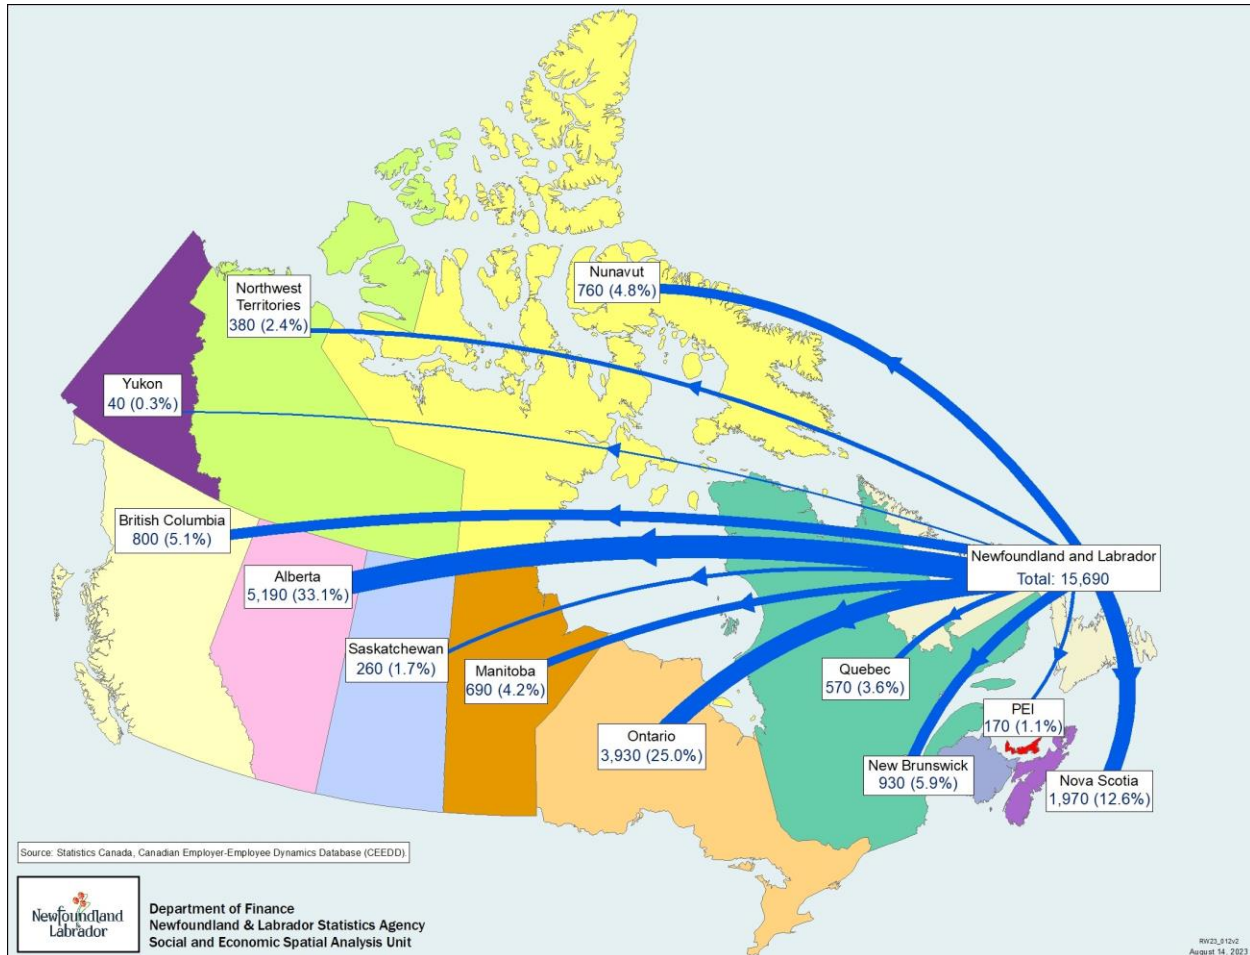 Nunavut
760 (4.8%)
Northwest
Territories
380 (2.4%)
Yukon
40 (0.3%)
British Columbia
800 (5.1%)
Alberta
5,190 (33.1%)
Saskatchewan
260 (1.7%)
Manitoba
690 (4.2%)
Ontario
3,930 (25.0%)
Newfoundland and Labrador
Total: 15,690
Quebec
570 (3.6%)
PEI
170 (1.1%)
New Brunswick
930 (5.9%)
Nova Scotia
1,970 (12.6%)
Source: Statistics Canada, Canadian Employer-Employee Dynamics Database (CEEDD).
Newfoundland
Labrador
Department of Finance
Newfoundland & Labrador Statistics Agency
Social and Economic Spatial Analysis Unit
RW23_012v2
August 14, 2023